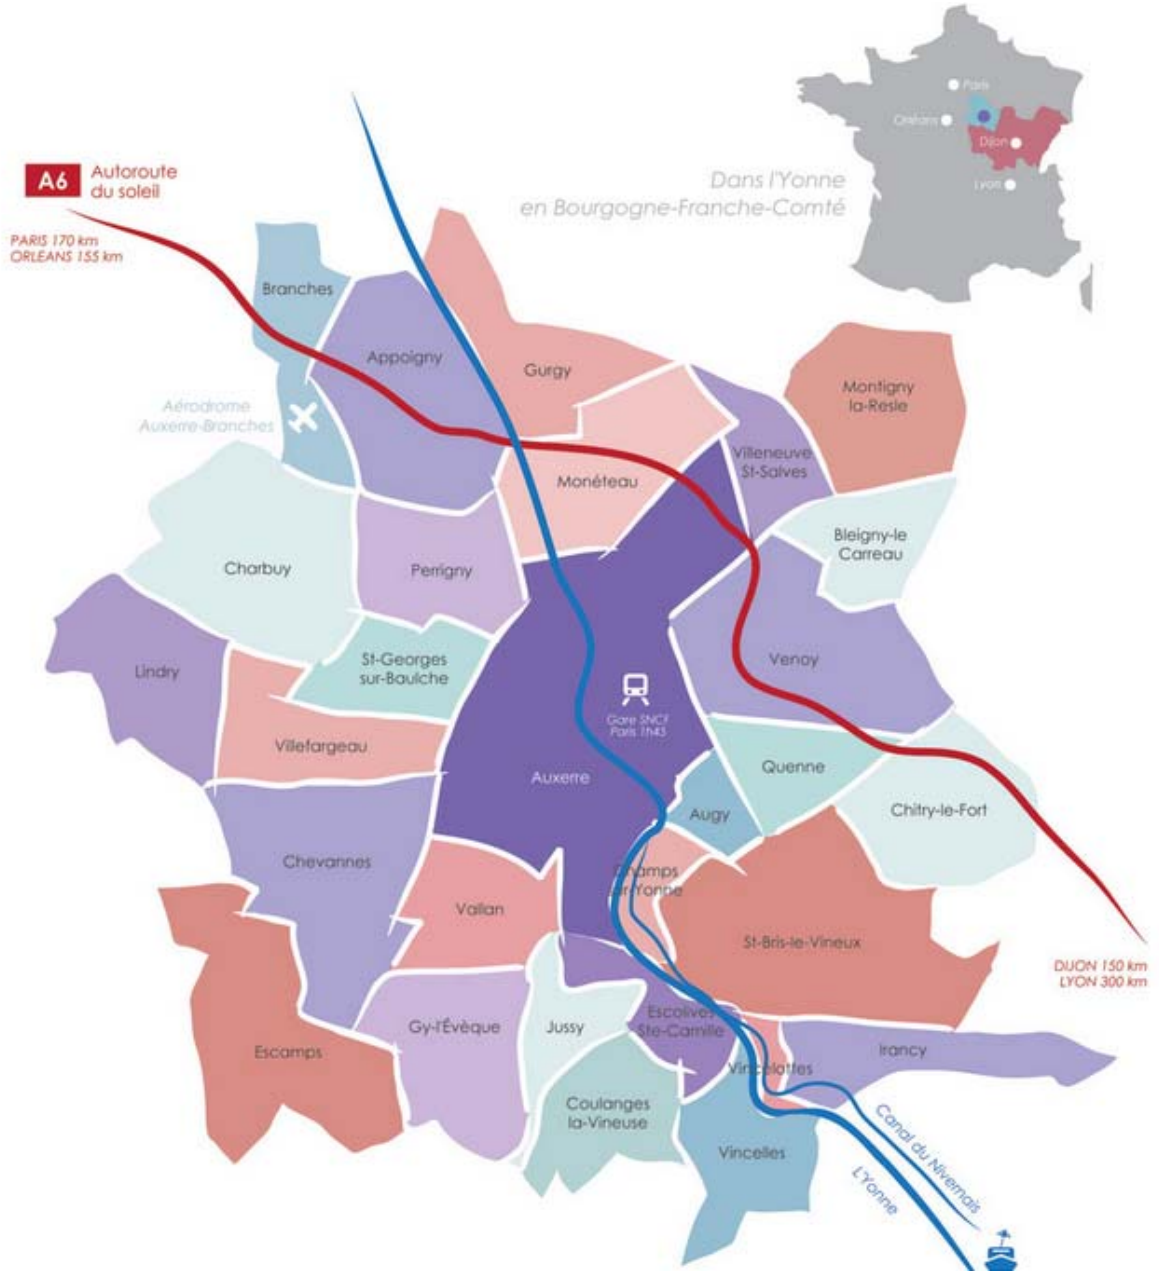 Paris
Orléans
Dijon
Lyon
Dans l'Yonne
en Bourgogne-Franche-Comté
A6
Autoroute
du soleil
PARIS 170 km
ORLEANS 155 km
Branches
Appoigny
Gurgy
Montigny
la-Resle
Aérodrome
Auxerre-Branches
Villeneuve
St-Salves
Monéteau
Bleigny-le
Carreau
Charbuy
Perrigny
Venoy
Lindry
St-Georges
sur-Baulche
Gare SNCF
Paris 1h45
Villefargeau
Auxerre
Quenne
Augy
Chitry-le-Fort
Chevannes
Champs
sur-Yonne
Vallan
St-Bris-le-Vineux
DIJON 150 km
LYON 300 km
Escolives
Ste-Camille
Gy-l'Évèque
Jussy
Escamps
Irancy
Vincelottes
Coulanges
la-Vineuse
Vincelles
Canal du Nivernais
L'Yonne